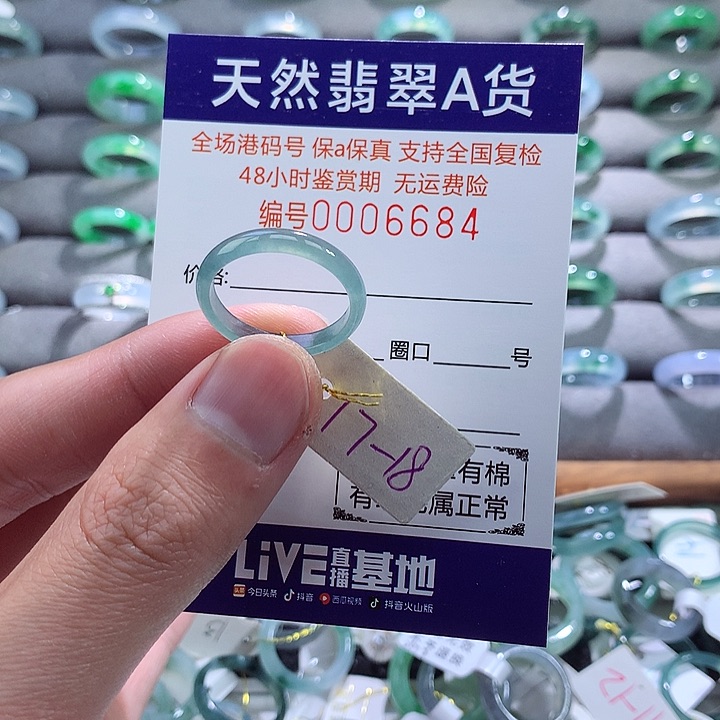 天然翡翠A货
全场港码号 保a保真 支持全国复检
48小时鉴赏期 无运费险
编号0006684
价格:
圈口 号
17-18
有棉
有 属正常
LiVE直播基地
今日头条 抖音 西瓜视频 抖音火山版